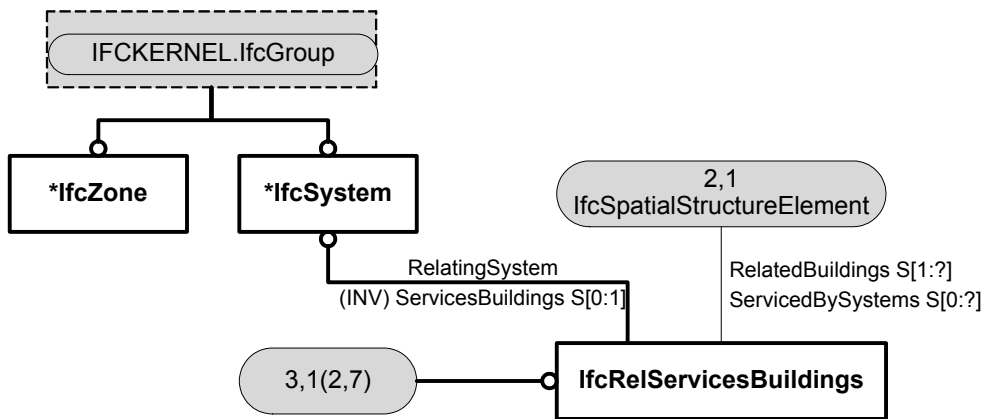 IFCKERNEL.IfcGroup
*IfcZone
*IfcSystem
2,1
IfcSpatialStructureElement
RelatingSystem
(INV) ServicesBuildings S[0:1]
RelatedBuildings S[1:?]
ServicedBySystems S[0:?]
3,1(2,7)
IfcRelServicesBuildings